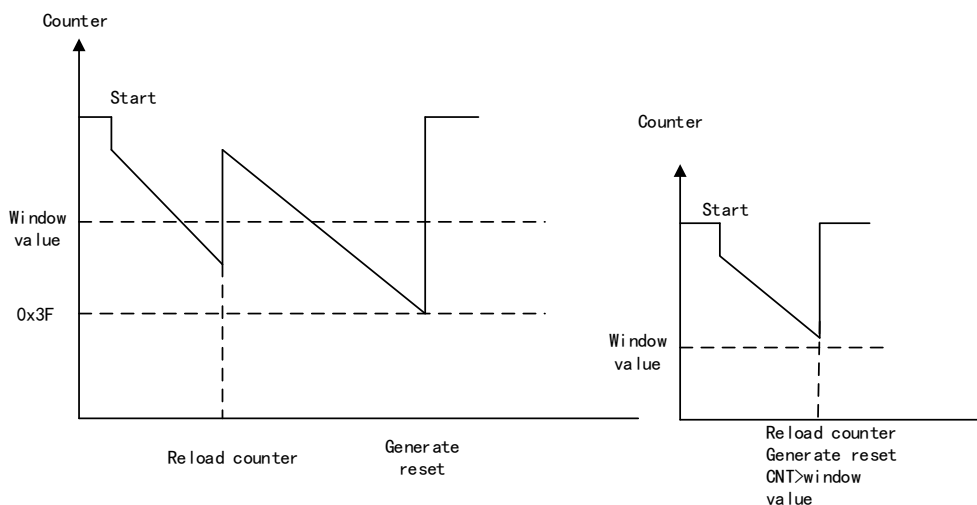 Counter
Start
Window
value
0x3F
Reload counter
Generate
reset
Counter
Start
Window
value
Reload counter
Generate reset
CNT>window
value